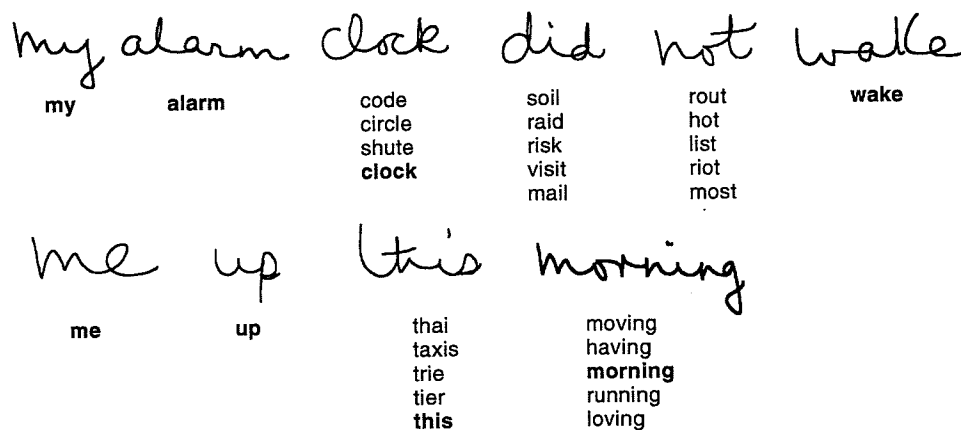 my alarm clock did not wake
my alarm code soil rout wake
circle raid hot
shute risk list
clock visit riot
mail most
me up this morning
me up thai moving
taxis having
trie morning
tier running
this loving